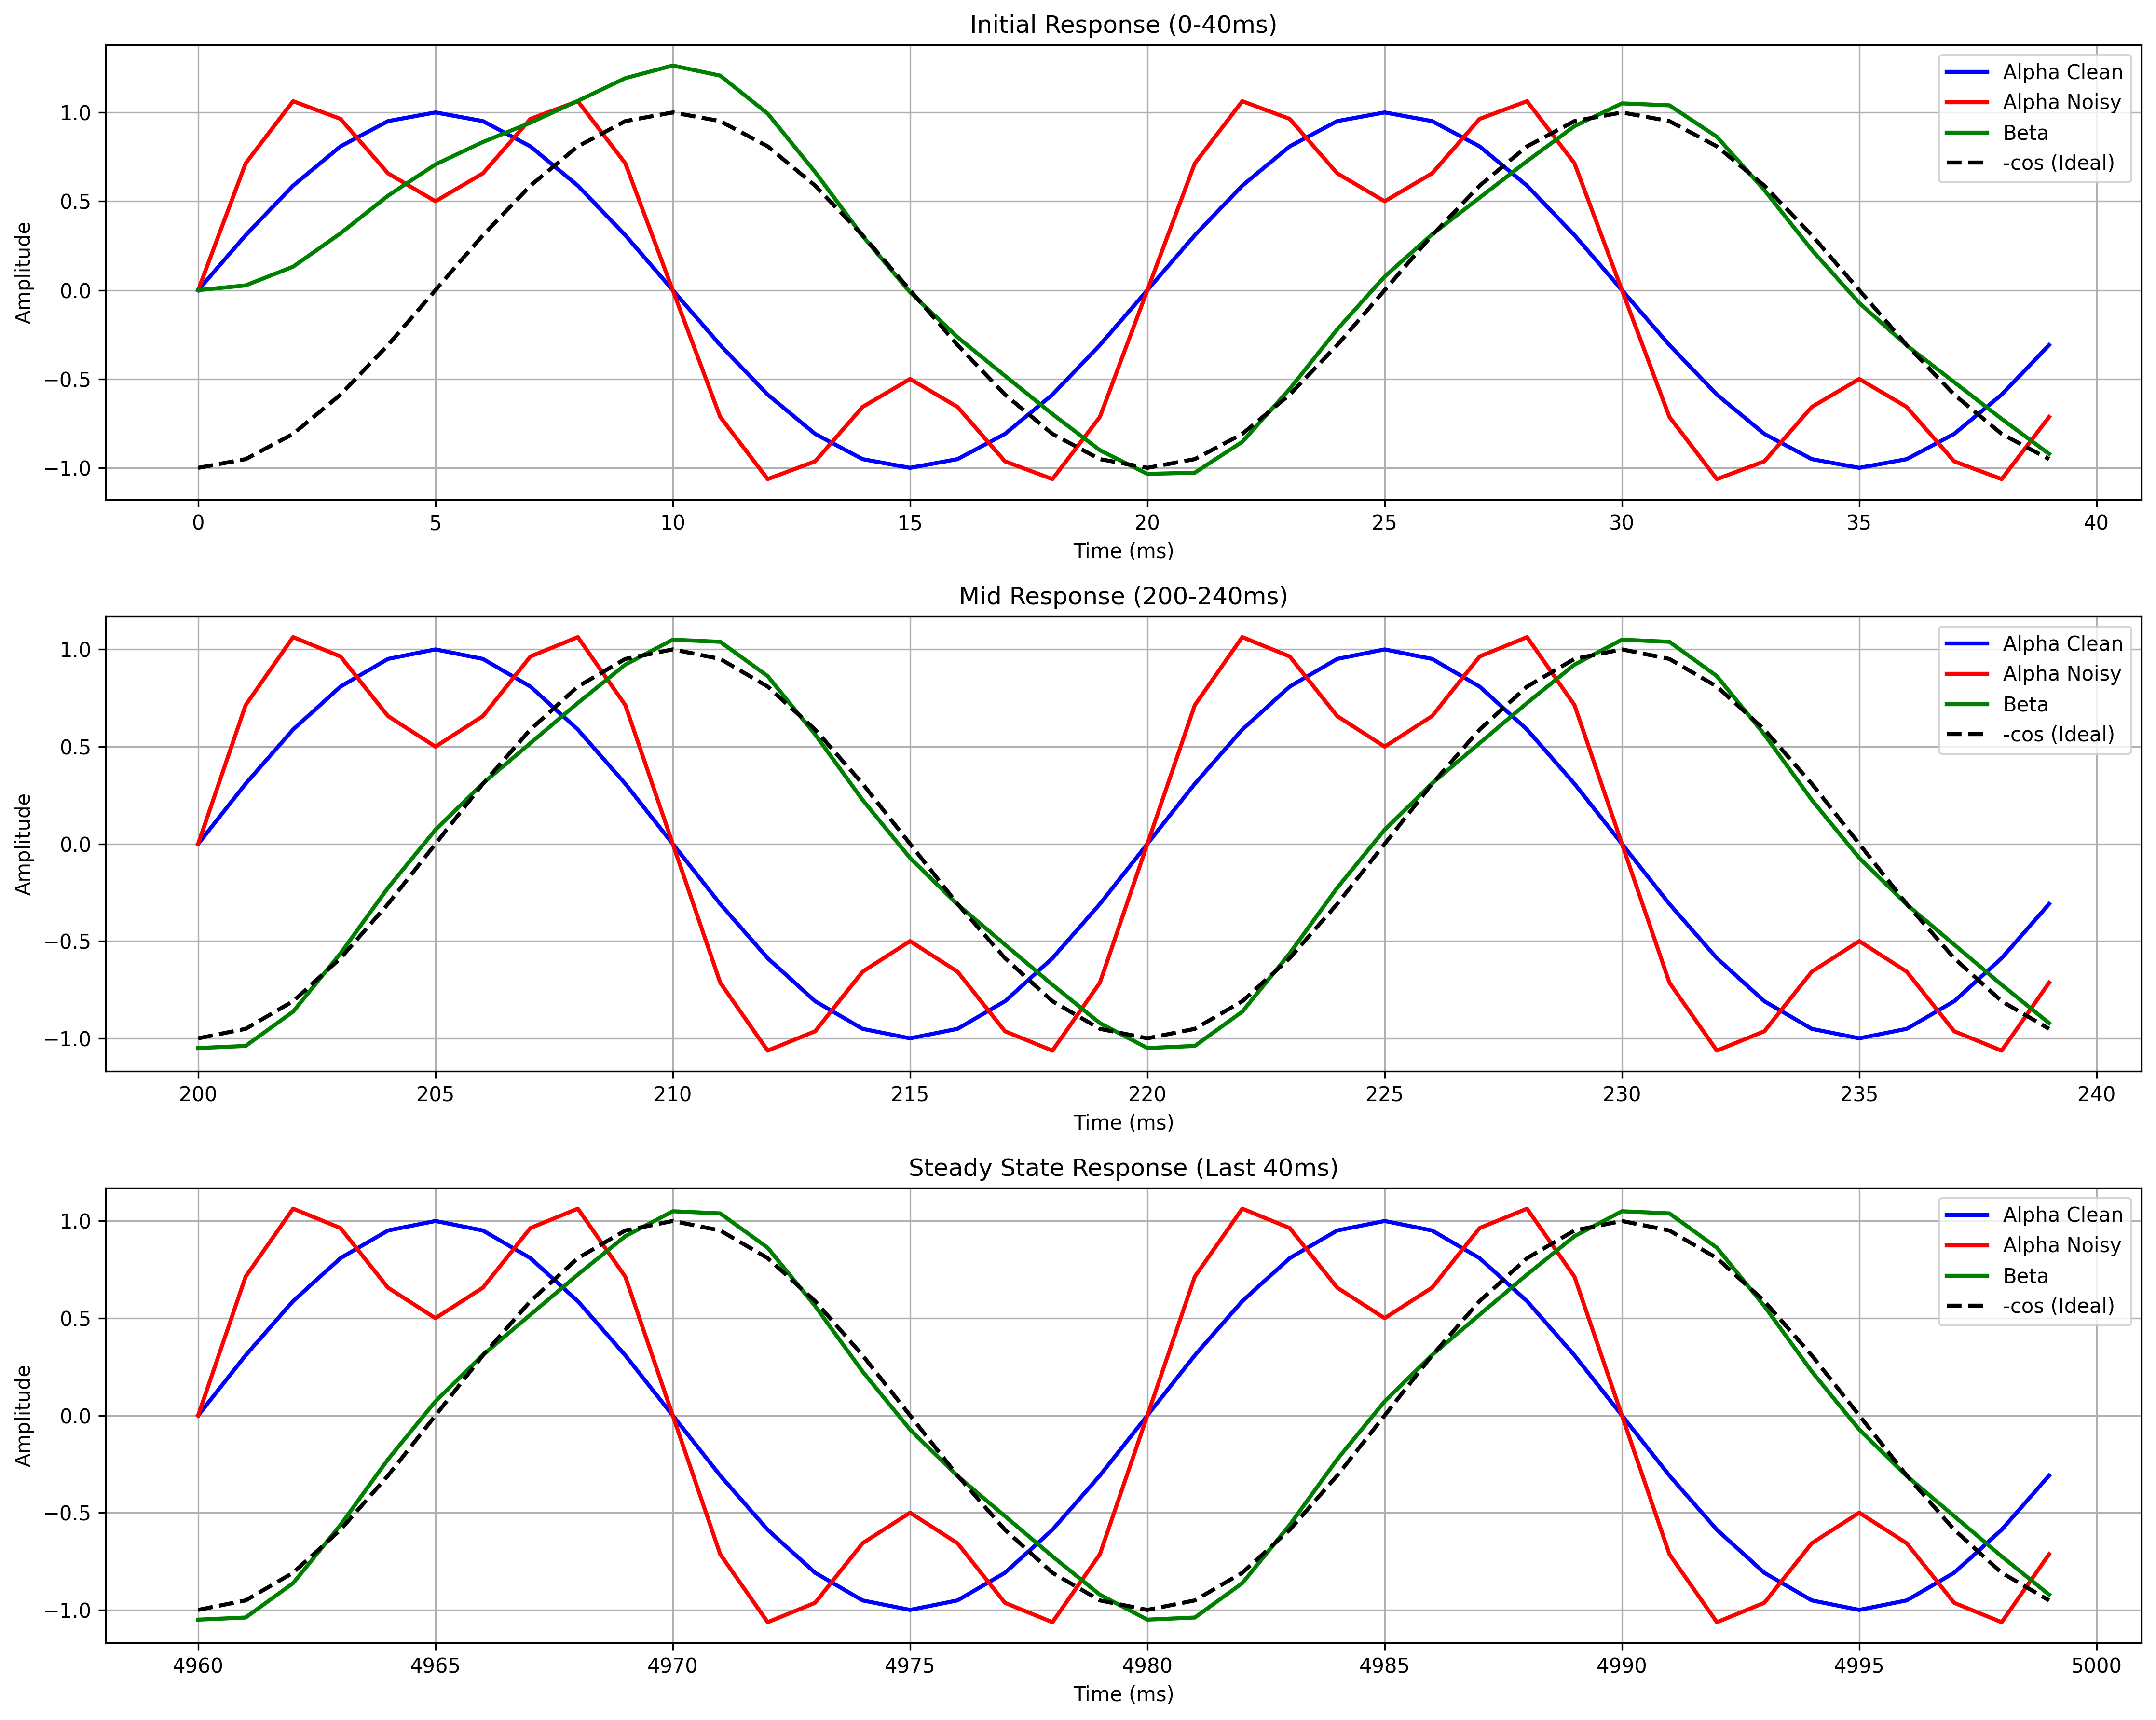 Initial Response (0-40ms)
Amplitude
1.0
0.5
0.0
−0.5
−1.0
Alpha Clean
Alpha Noisy
Beta
-cos (Ideal)
0 5 10 15 20 25 30 35 40
Time (ms)
Mid Response (200-240ms)
Amplitude
1.0
0.5
0.0
−0.5
−1.0
Alpha Clean
Alpha Noisy
Beta
-cos (Ideal)
200 205 210 215 220 225 230 235 240
Time (ms)
Steady State Response (Last 40ms)
Amplitude
1.0
0.5
0.0
−0.5
−1.0
Alpha Clean
Alpha Noisy
Beta
-cos (Ideal)
4960 4965 4970 4975 4980 4985 4990 4995 5000
Time (ms)